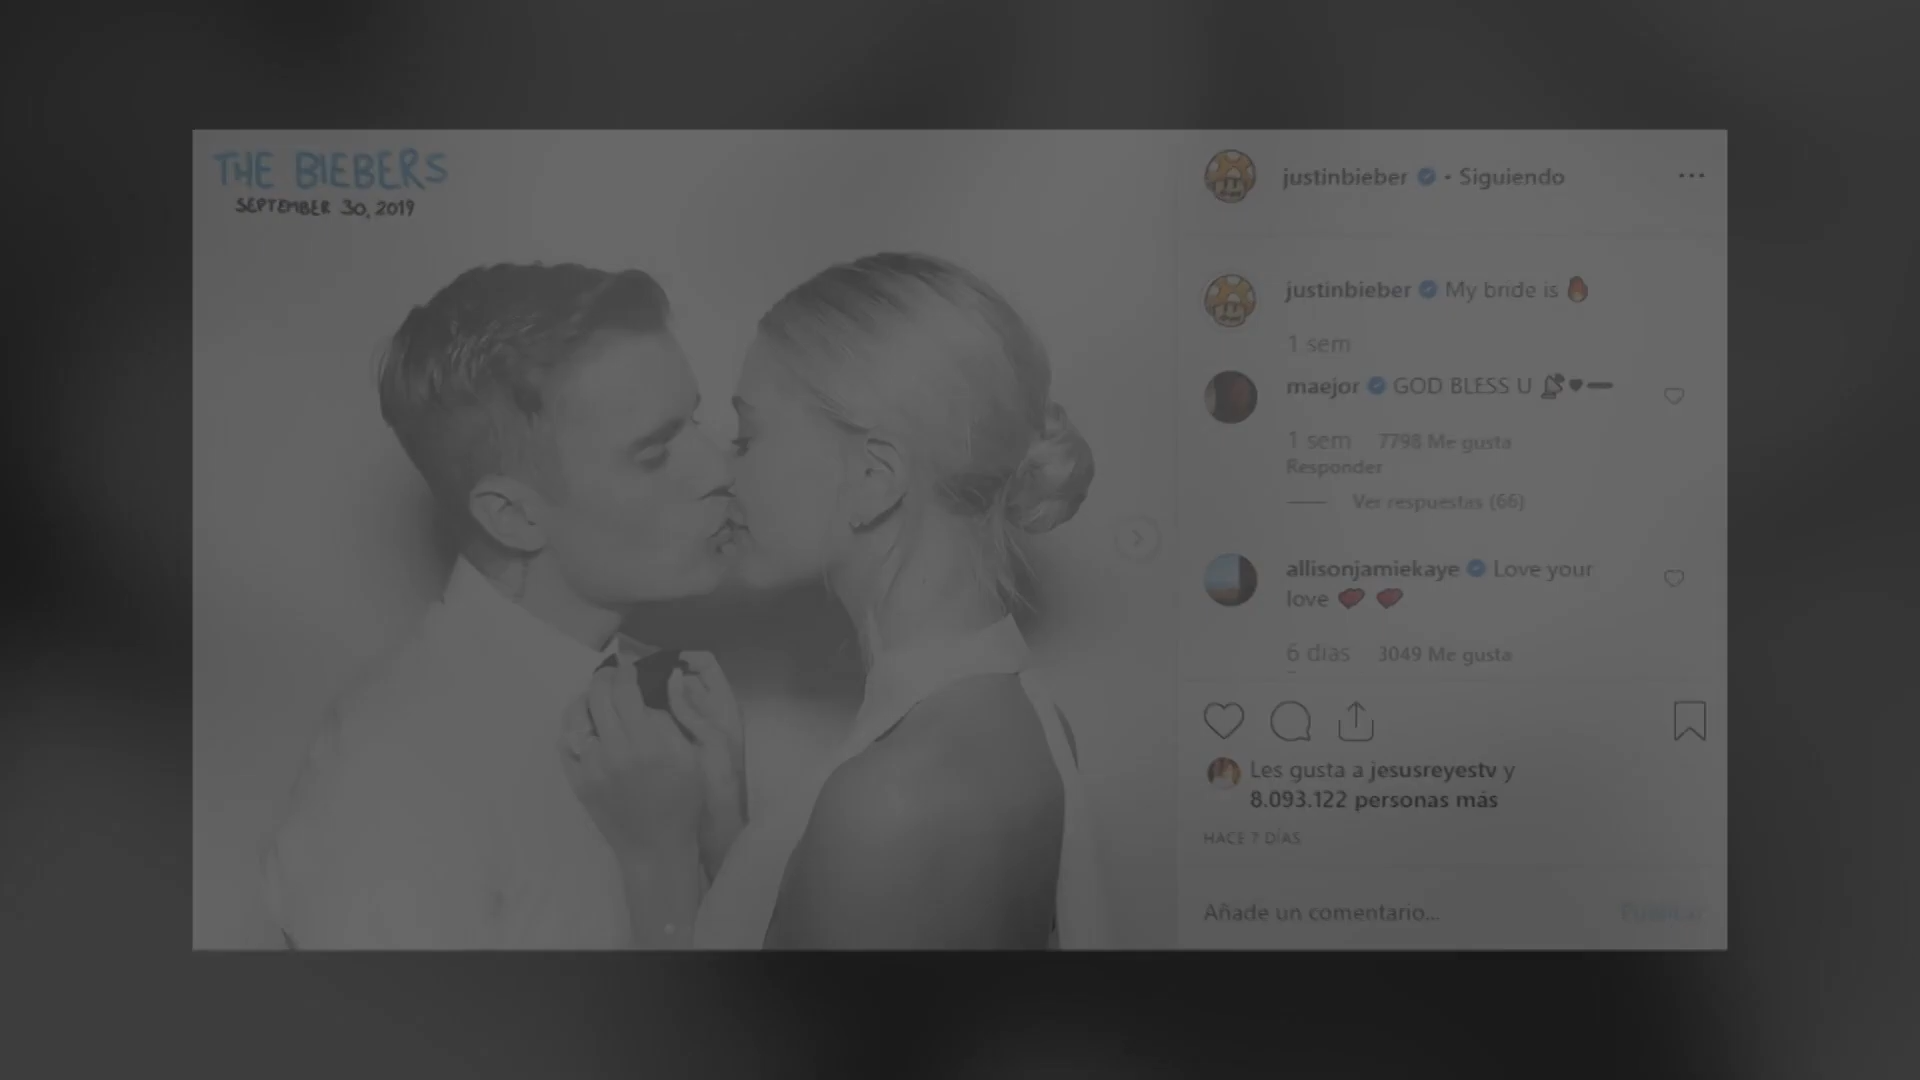 THE BIEBERS
SEPTEMBER 30, 2019
justinbieber • Siguiendo
justinbieber My bride is
1 sem
maejor GOD BLESS U
1 sem 7798 Me gusta
Responder
Ver respuestas (66)
allisonjamiekaye Love your
love
6 días 3049 Me gusta
Les gusta a jesusreyestv y
8.093.122 personas más
HACE 7 DÍAS
Añade un comentario...